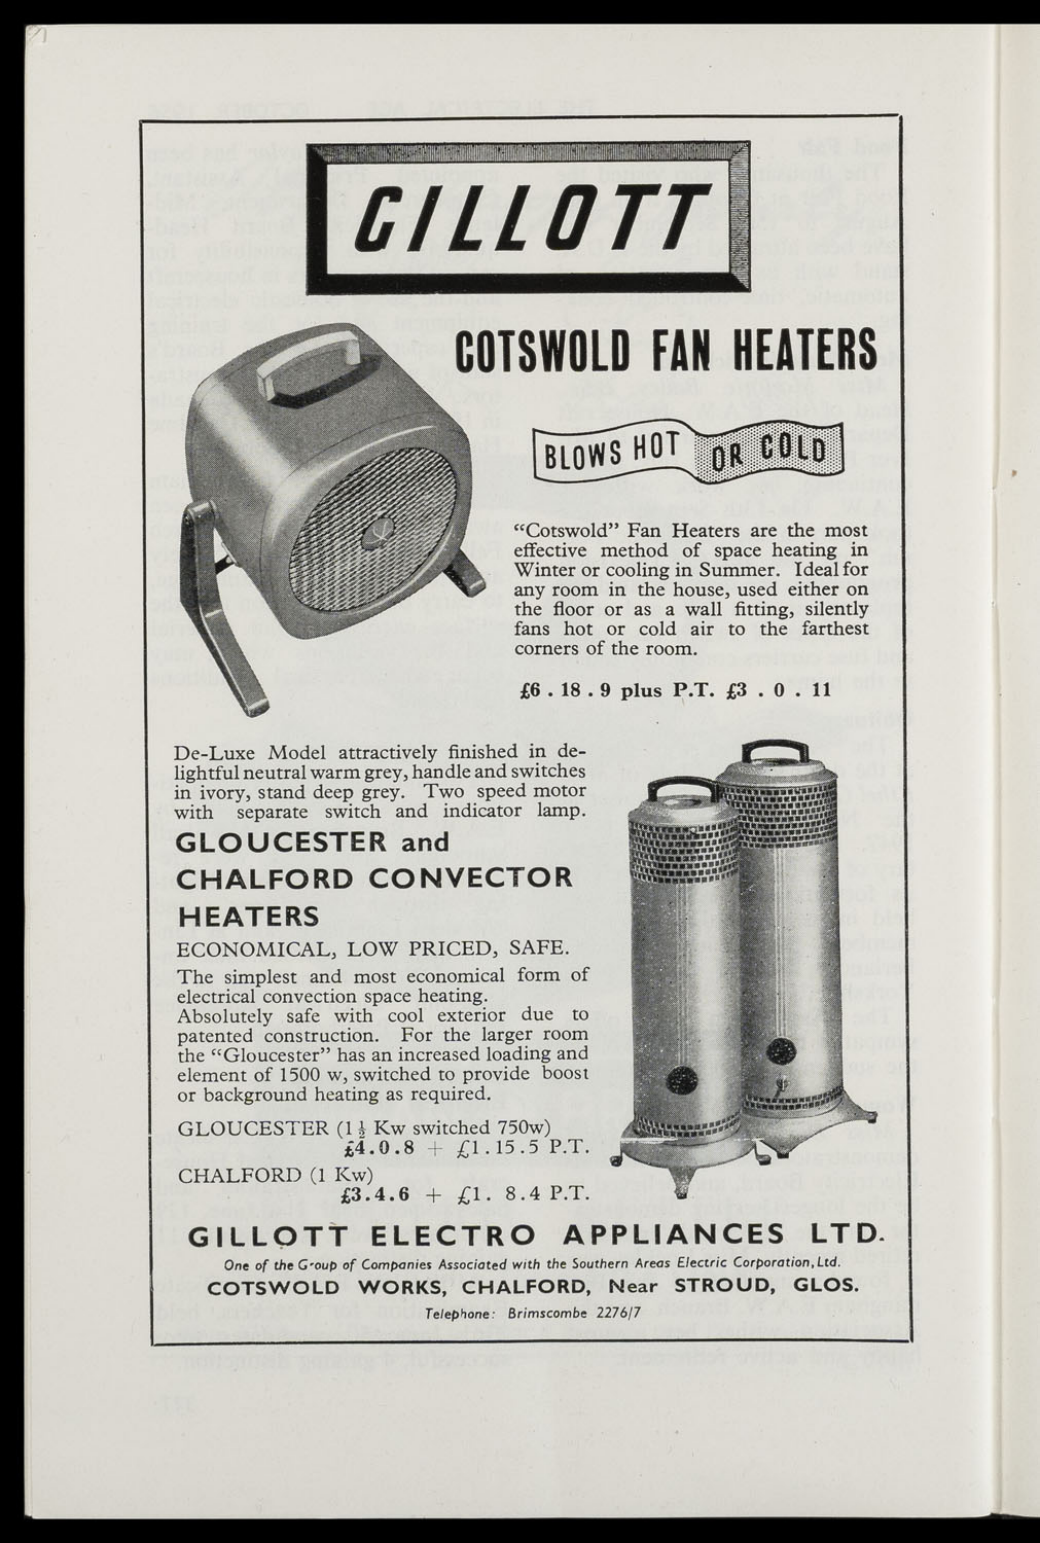 GILLOTT
COTSWOLD FAN HEATERS
BLOWS HOT OR COLD
"Cotswold" Fan Heaters are the most
effective method of space heating in
Winter or cooling in Summer. Ideal for
any room in the house, used either on
the floor or as a wall fitting, silently
fans hot or cold air to the farthest
corners of the room.
£6 . 18 . 9 plus P.T. £3 . 0 . 11
De-Luxe Model attractively finished in de-
lightful neutral warm grey, handle and switches
in ivory, stand deep grey. Two speed motor
with separate switch and indicator lamp.
GLOUCESTER and
CHALFORD CONVECTOR
HEATERS
ECONOMICAL, LOW PRICED, SAFE.
The simplest and most economical form of
electrical convection space heating.
Absolutely safe with cool exterior due to
patented construction. For the larger room
the "Gloucester" has an increased loading and
element of 1500 w, switched to provide boost
or background heating as required.
GLOUCESTER (1½ Kw switched 750w)
£4.0.8 + £1.15.5 P.T.
CHALFORD (1 Kw)
£3.4.6 + £1. 8.4 P.T.
GILLOTT ELECTRO APPLIANCES LTD.
One of the Group of Companies Associated with the Southern Areas Electric Corporation, Ltd.
COTSWOLD WORKS, CHALFORD, Near STROUD, GLOS.
Telephone: Brimscombe 2276/7